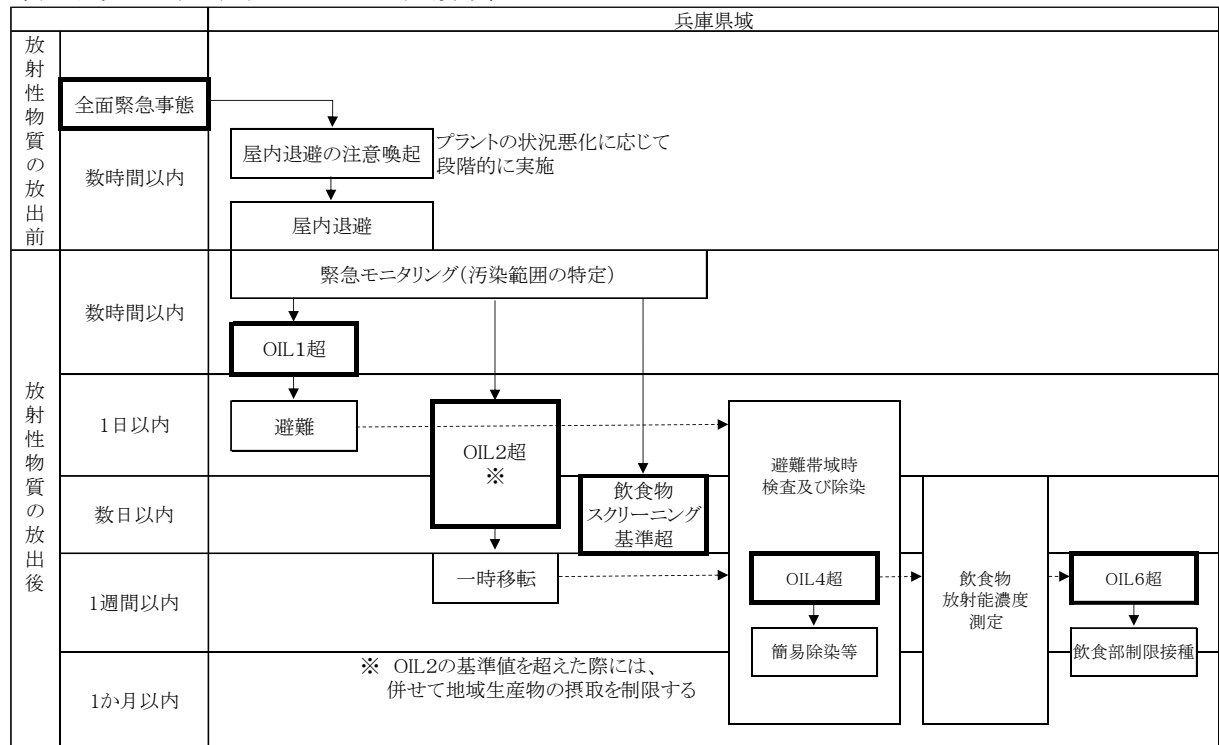 兵庫県域
放射性物質の放出前
全面緊急事態
数時間以内
屋内退避の注意喚起
プラントの状況悪化に応じて
段階的に実施
屋内退避
放射性物質の放出後
数時間以内
緊急モニタリング(汚染範囲の特定)
OIL1超
1日以内
避難
OIL2超
※
避難帯域時
検査及び除染
数日以内
飲食物
スクリーニング
基準超
1週間以内
一時移転
OIL4超
飲食物
放射能濃度
測定
OIL6超
簡易除染等
飲食部制限接種
1か月以内
※ OIL2の基準値を超えた際には、
併せて地域生産物の摂取を制限する